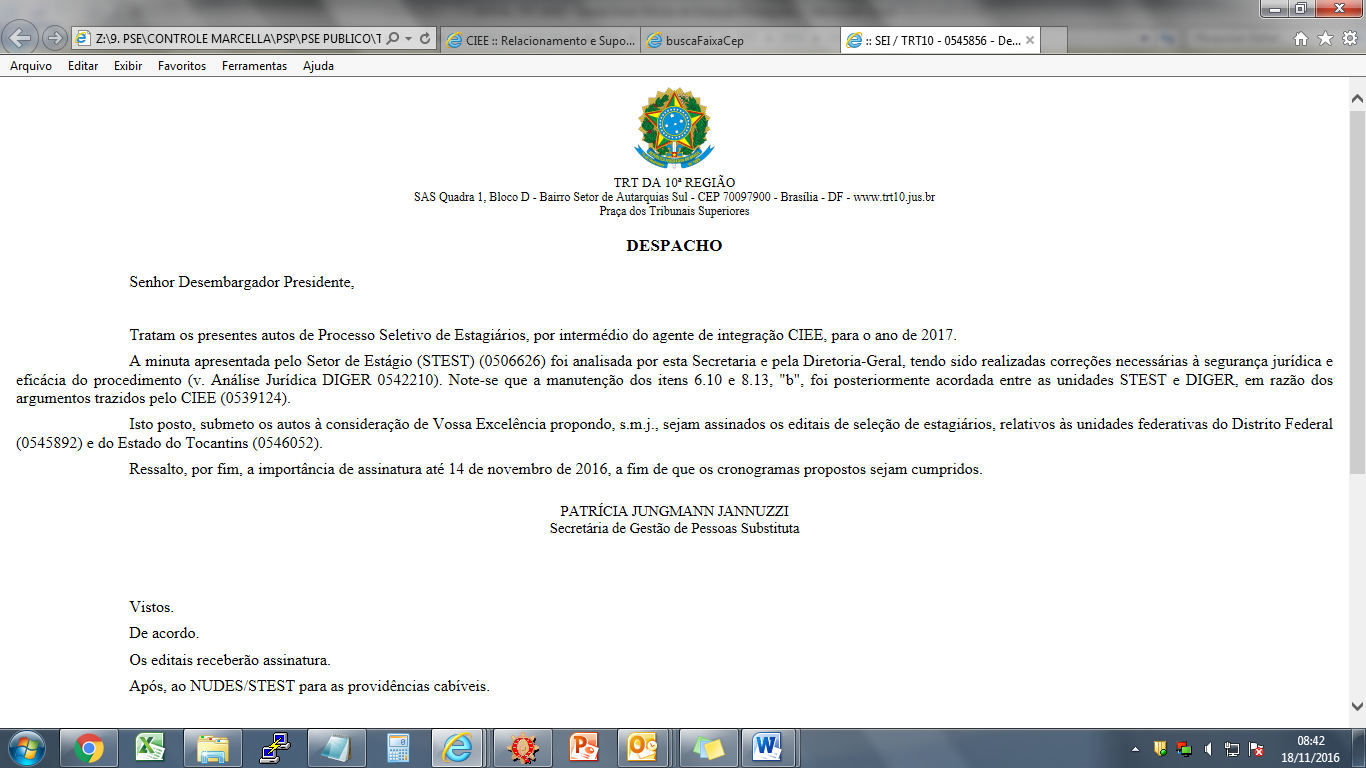 Z:\9. PSE\CONTROLE MARCELLA\PSP\PSE PUBLICO\T
CIEE :: Relacionamento e Supo...
buscaFaixaCep
:: SEI / TRT10 - 0545856 - De...
Arquivo Editar Exibir Favoritos Ferramentas Ajuda
TRT DA 10ª REGIÃO
SAS Quadra 1, Bloco D - Bairro Setor de Autarquias Sul - CEP 70097900 - Brasília - DF - www.trt10.jus.br
Praça dos Tribunais Superiores
DESPACHO
Senhor Desembargador Presidente,
Tratam os presentes autos de Processo Seletivo de Estagiários, por intermédio do agente de integração CIEE, para o ano de 2017.
A minuta apresentada pelo Setor de Estágio (STEST) (0506626) foi analisada por esta Secretaria e pela Diretoria-Geral, tendo sido realizadas correções necessárias à segurança jurídica e
eficácia do procedimento (v. Análise Jurídica DIGER 0542210). Note-se que a manutenção dos itens 6.10 e 8.13, "b", foi posteriormente acordada entre as unidades STEST e DIGER, em razão dos
argumentos trazidos pelo CIEE (0539124).
Isto posto, submeto os autos à consideração de Vossa Excelência propondo, s.m.j., sejam assinados os editais de seleção de estagiários, relativos às unidades federativas do Distrito Federal
(0545892) e do Estado do Tocantins (0546052).
Ressalto, por fim, a importância de assinatura até 14 de novembro de 2016, a fim de que os cronogramas propostos sejam cumpridos.
PATRÍCIA JUNGMANN JANNUZZI
Secretária de Gestão de Pessoas Substituta
Vistos.
De acordo.
Os editais receberão assinatura.
Após, ao NUDES/STEST para as providências cabíveis.
08:42
18/11/2016